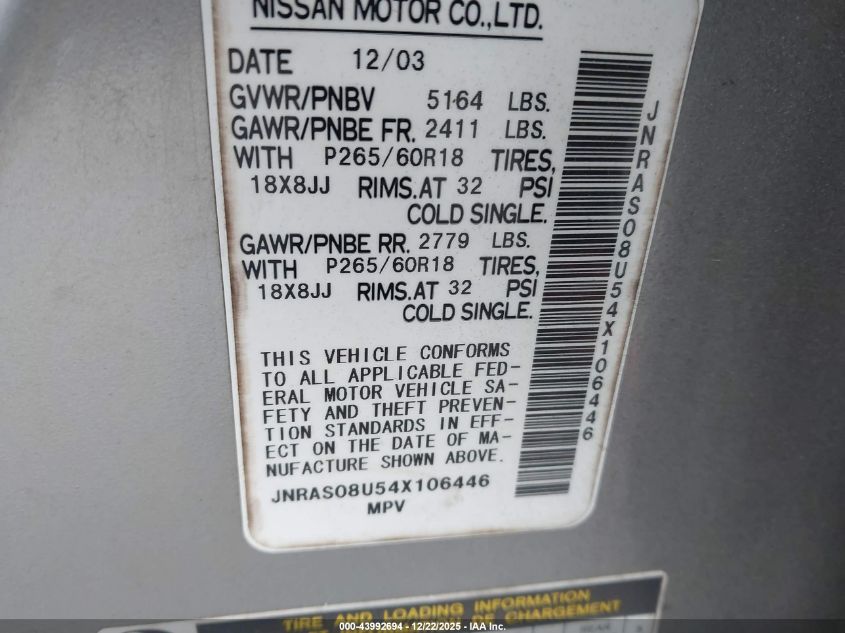 NISSAN MOTOR CO.,LTD.
DATE 12/03
GVWR/PNBV 5164 LBS.
GAWR/PNBE FR. 2411 LBS.
WITH P265/60R18 TIRES,
18X8JJ RIMS.AT 32 PSI
COLD SINGLE.
GAWR/PNBE RR. 2779 LBS.
WITH P265/60R18 TIRES,
18X8JJ RIMS.AT 32 PSI
COLD SINGLE.
THIS VEHICLE CONFORMS
TO ALL APPLICABLE FED-
ERAL MOTOR VEHICLE SA-
FETY AND THEFT PREVEN-
TION STANDARDS IN EFF-
ECT ON THE DATE OF MA-
NUFACTURE SHOWN ABOVE.
JNRAS08U54X106446
MPV
JNRAS08U54X106446
TIRE AND LOADING INFORMATION
DE CHARGEMENT
000-43992694 - 12/22/2025 - IAA Inc.